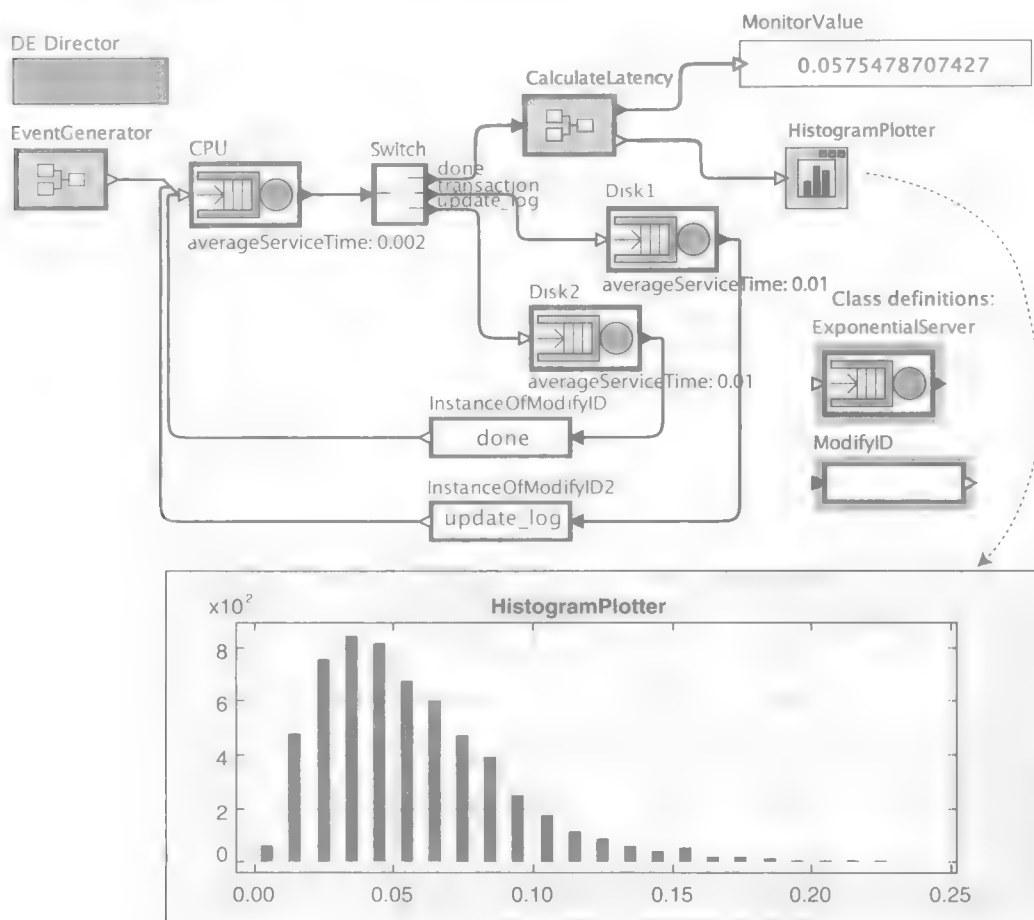 MonitorValue
DE Director
0.0575478707427
CalculateLatency
EventGenerator
HistogramPlotter
CPU
Switch
done
transaction
update_log
Disk1
averageServiceTime: 0.002
averageServiceTime: 0.01
Disk2
Class definitions:
ExponentialServer
averageServiceTime: 0.01
InstanceOfModifyID
done
ModifyID
InstanceOfModifyID2
update_log
x10²
HistogramPlotter
8
6
4
2
0
0.00 0.05 0.10 0.15 0.20 0.25